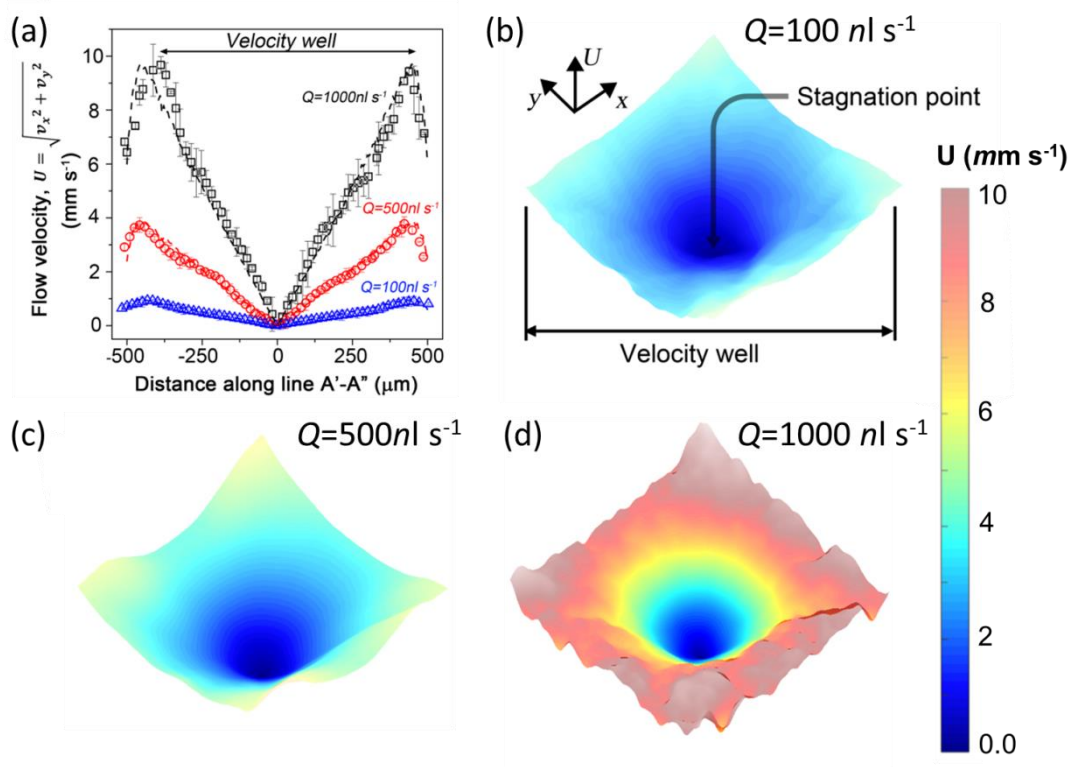 (a)
Flow velocity, U = √vx² + vy²
(mm s⁻¹)
10
8
6
4
2
0
Velocity well
Q=1000nl s⁻¹
Q=500nl s⁻¹
Q=100nl s⁻¹
-500
-250
0
250
500
Distance along line A'-A" (μm)
(b)
Q=100 nl s⁻¹
U
y
x
Stagnation point
Velocity well
U (mm s⁻¹)
10
8
6
4
2
0.0
(c)
Q=500nl s⁻¹
(d)
Q=1000 nl s⁻¹